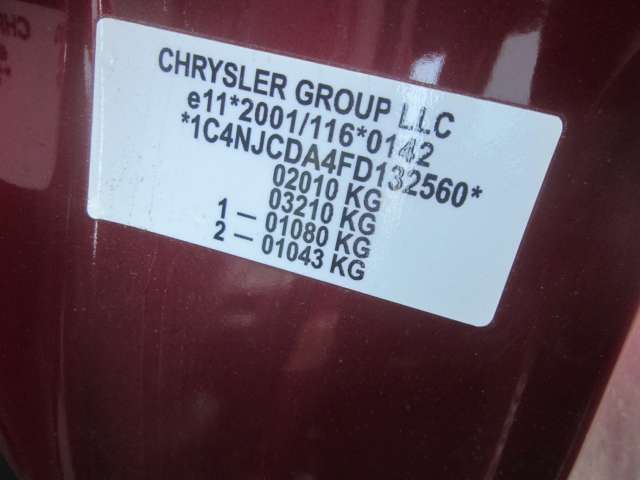 CHRYSLER GROUP LLC
e11*2001/116*0142
*1C4NJCDA4FD132560*
02010 KG
03210 KG
1 — 01080 KG
2 — 01043 KG